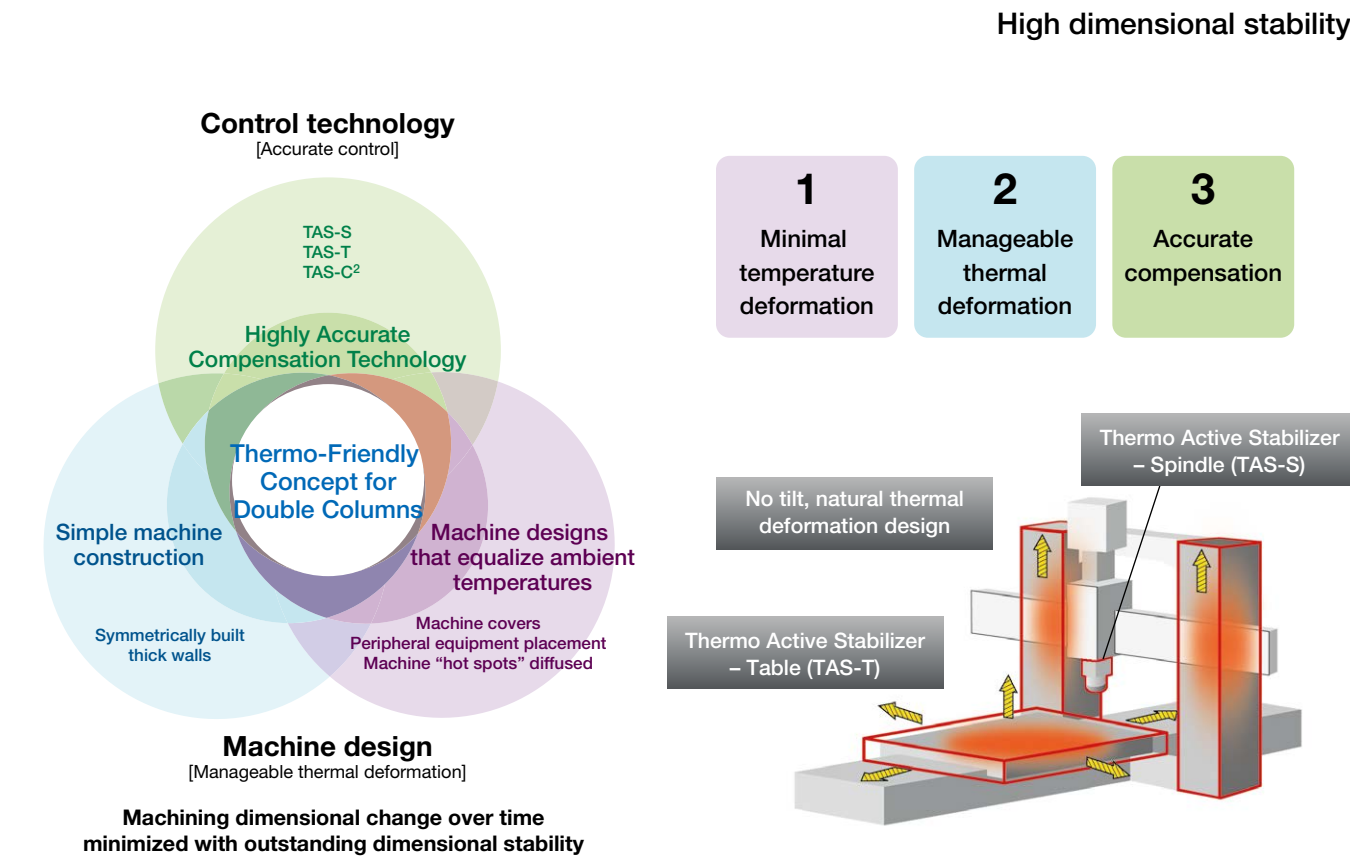 High dimensional stability
Control technology
[Accurate control]
TAS-S
TAS-T
TAS-C²
Highly Accurate
Compensation Technology
Thermo-Friendly
Concept for
Double Columns
Simple machine
construction
Symmetrically built
thick walls
Machine designs
that equalize ambient
temperatures
Machine covers
Peripheral equipment placement
Machine “hot spots” diffused
Machine design
[Manageable thermal deformation]
Machining dimensional change over time
minimized with outstanding dimensional stability
1
Minimal
temperature
deformation
2
Manageable
thermal
deformation
3
Accurate
compensation
Thermo Active Stabilizer
– Spindle (TAS-S)
No tilt, natural thermal
deformation design
Thermo Active Stabilizer
– Table (TAS-T)